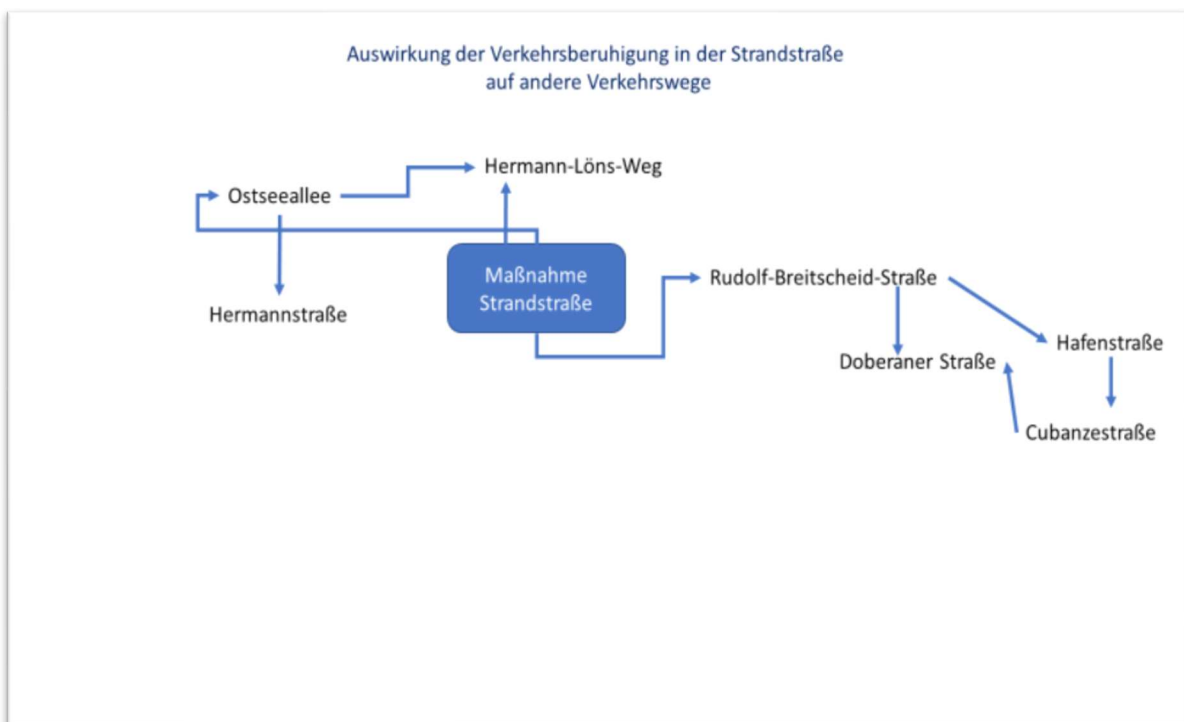 Auswirkung der Verkehrsberuhigung in der Strandstraße
auf andere Verkehrswege
Hermann-Löns-Weg
Ostseeallee
Maßnahme
Strandstraße
Rudolf-Breitscheid-Straße
Hermannstraße
Hafenstraße
Doberaner Straße
Cubanzestraße